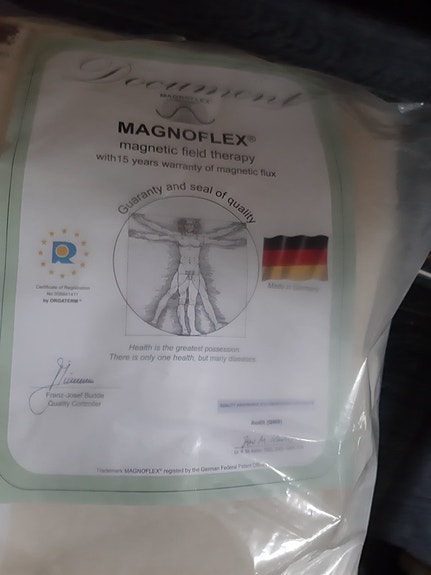 Document
MAGNOFLEX
MAGNOFLEX®
magnetic field therapy
with15 years warranty of magnetic flux
Guaranty and seal of quality
R
Made in Germany
Certificate of Registration
by ORGATERM
Health is the greatest possession
There is only one health, but many diseases
Franz-Josef Budde
Quality Controller
Trademark MAGNOFLEX® registered by the German Federal Patent